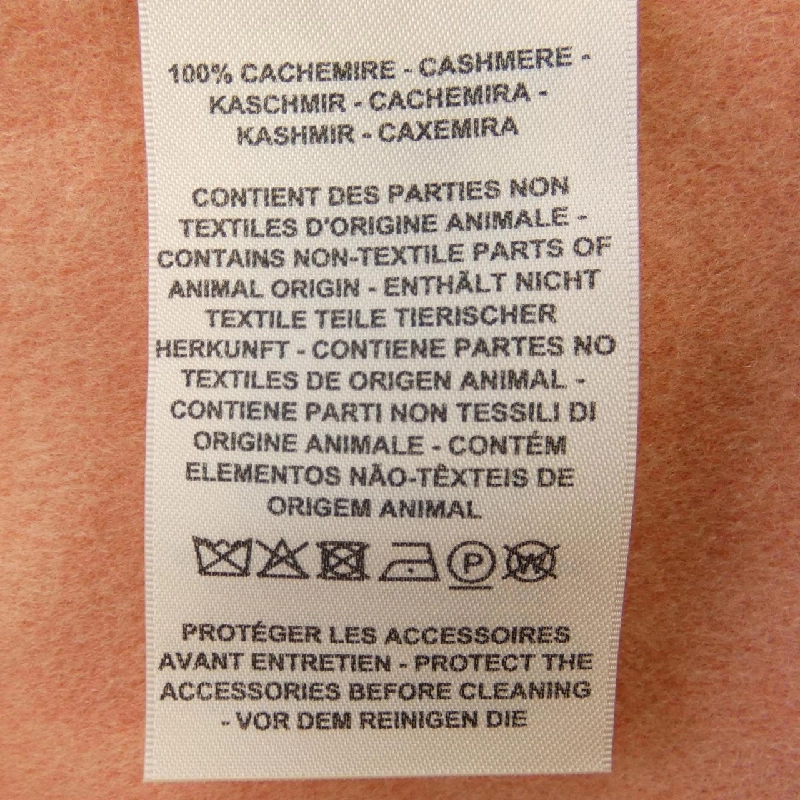 100% CACHEMIRE - CASHMERE -
KASCHMIR - CACHEMIRA -
KASHMIR - CAXEMIRA
CONTIENT DES PARTIES NON
TEXTILES D'ORIGINE ANIMALE -
CONTAINS NON-TEXTILE PARTS OF
ANIMAL ORIGIN - ENTHÄLT NICHT
TEXTILE TEILE TIERISCHER
HERKUNFT - CONTIENE PARTES NO
TEXTILES DE ORIGEN ANIMAL -
CONTIENE PARTI NON TESSILI DI
ORIGINE ANIMALE - CONTÉM
ELEMENTOS NÃO-TÊXTEIS DE
ORIGEM ANIMAL
P W
PROTÉGER LES ACCESSOIRES
AVANT ENTRETIEN - PROTECT THE
ACCESSORIES BEFORE CLEANING
- VOR DEM REINIGEN DIE